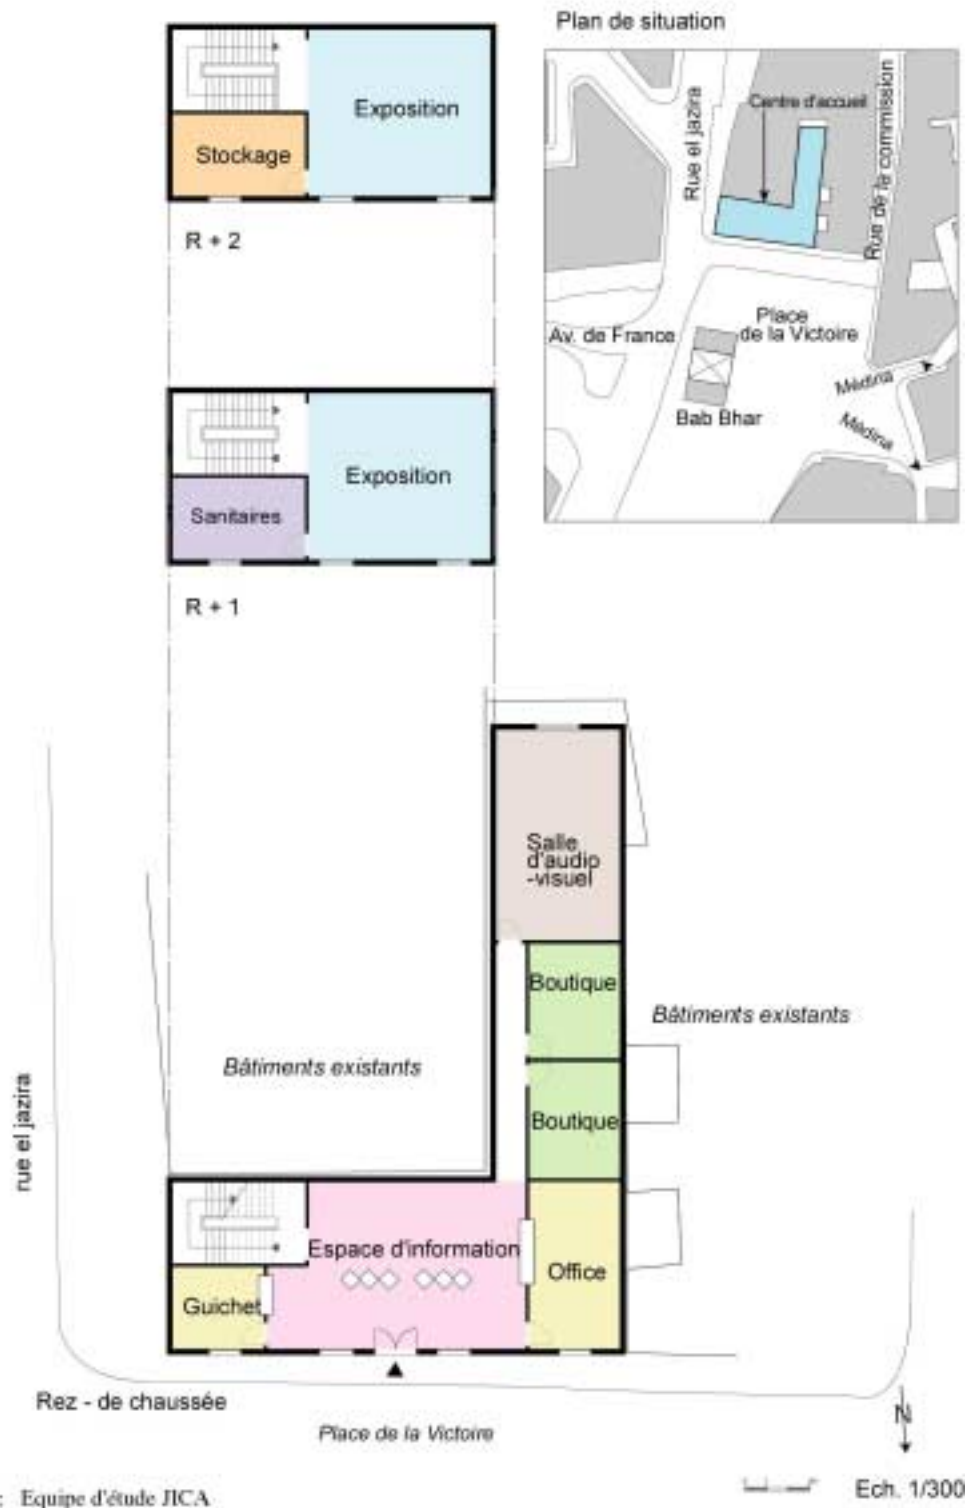 Plan de situation
Exposition
Stockage
R + 2
Rue el jazira
Centre d'accueil
Rue de la commission
Av. de France
Place
de la Victoire
Bab Bhar
Médina
Médina
Exposition
Sanitaires
R + 1
Salle
d'audio
-visuel
Boutique
Bâtiments existants
Bâtiments existants
Boutique
rue el jazira
Espace d'information
Office
Guichet
Rez - de chaussée
Place de la Victoire
N
: Equipe d'étude JICA
Ech. 1/300